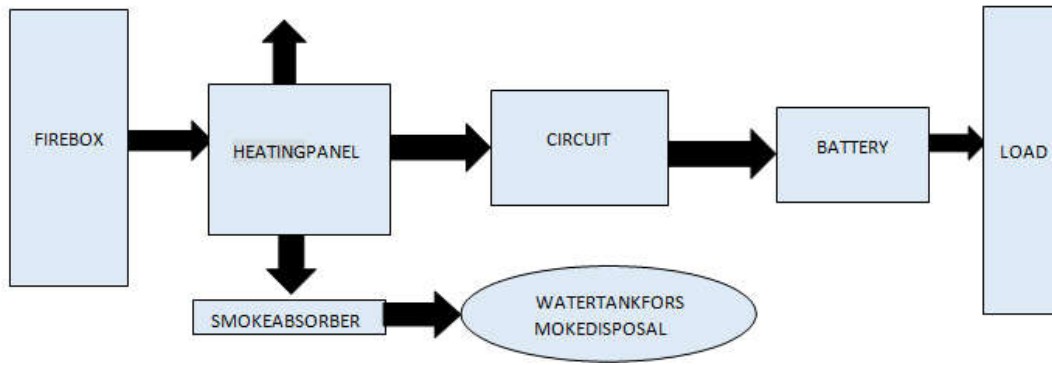 FIREBOX
HEATINGPANEL
CIRCUIT
BATTERY
LOAD
SMOKEABSORBER
WATERTANKFORS
MOKEDISPOSAL